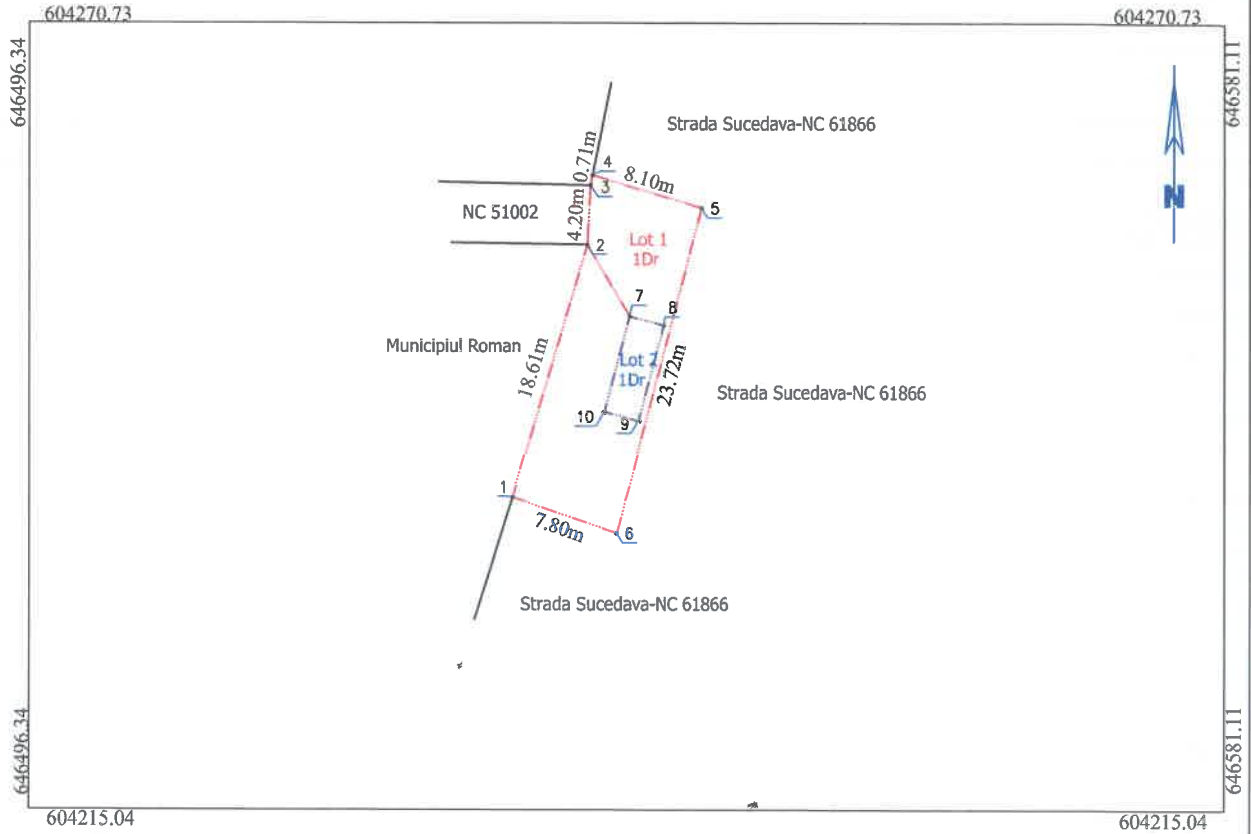 604270.73
604270.73
646496.34
646581.11
Strada Sucedava-NC 61866
N
0.71m
4
8.10m
3
5
NC 51002
4.20m
2
Lot 1
1Dr
7
8
Municipiul Roman
18.61m
Lot 2
1Dr
23.72m
Strada Sucedava-NC 61866
10
9
1
7.80m
6
Strada Sucedava-NC 61866
646496.34
646581.11
604215.04
604215.04